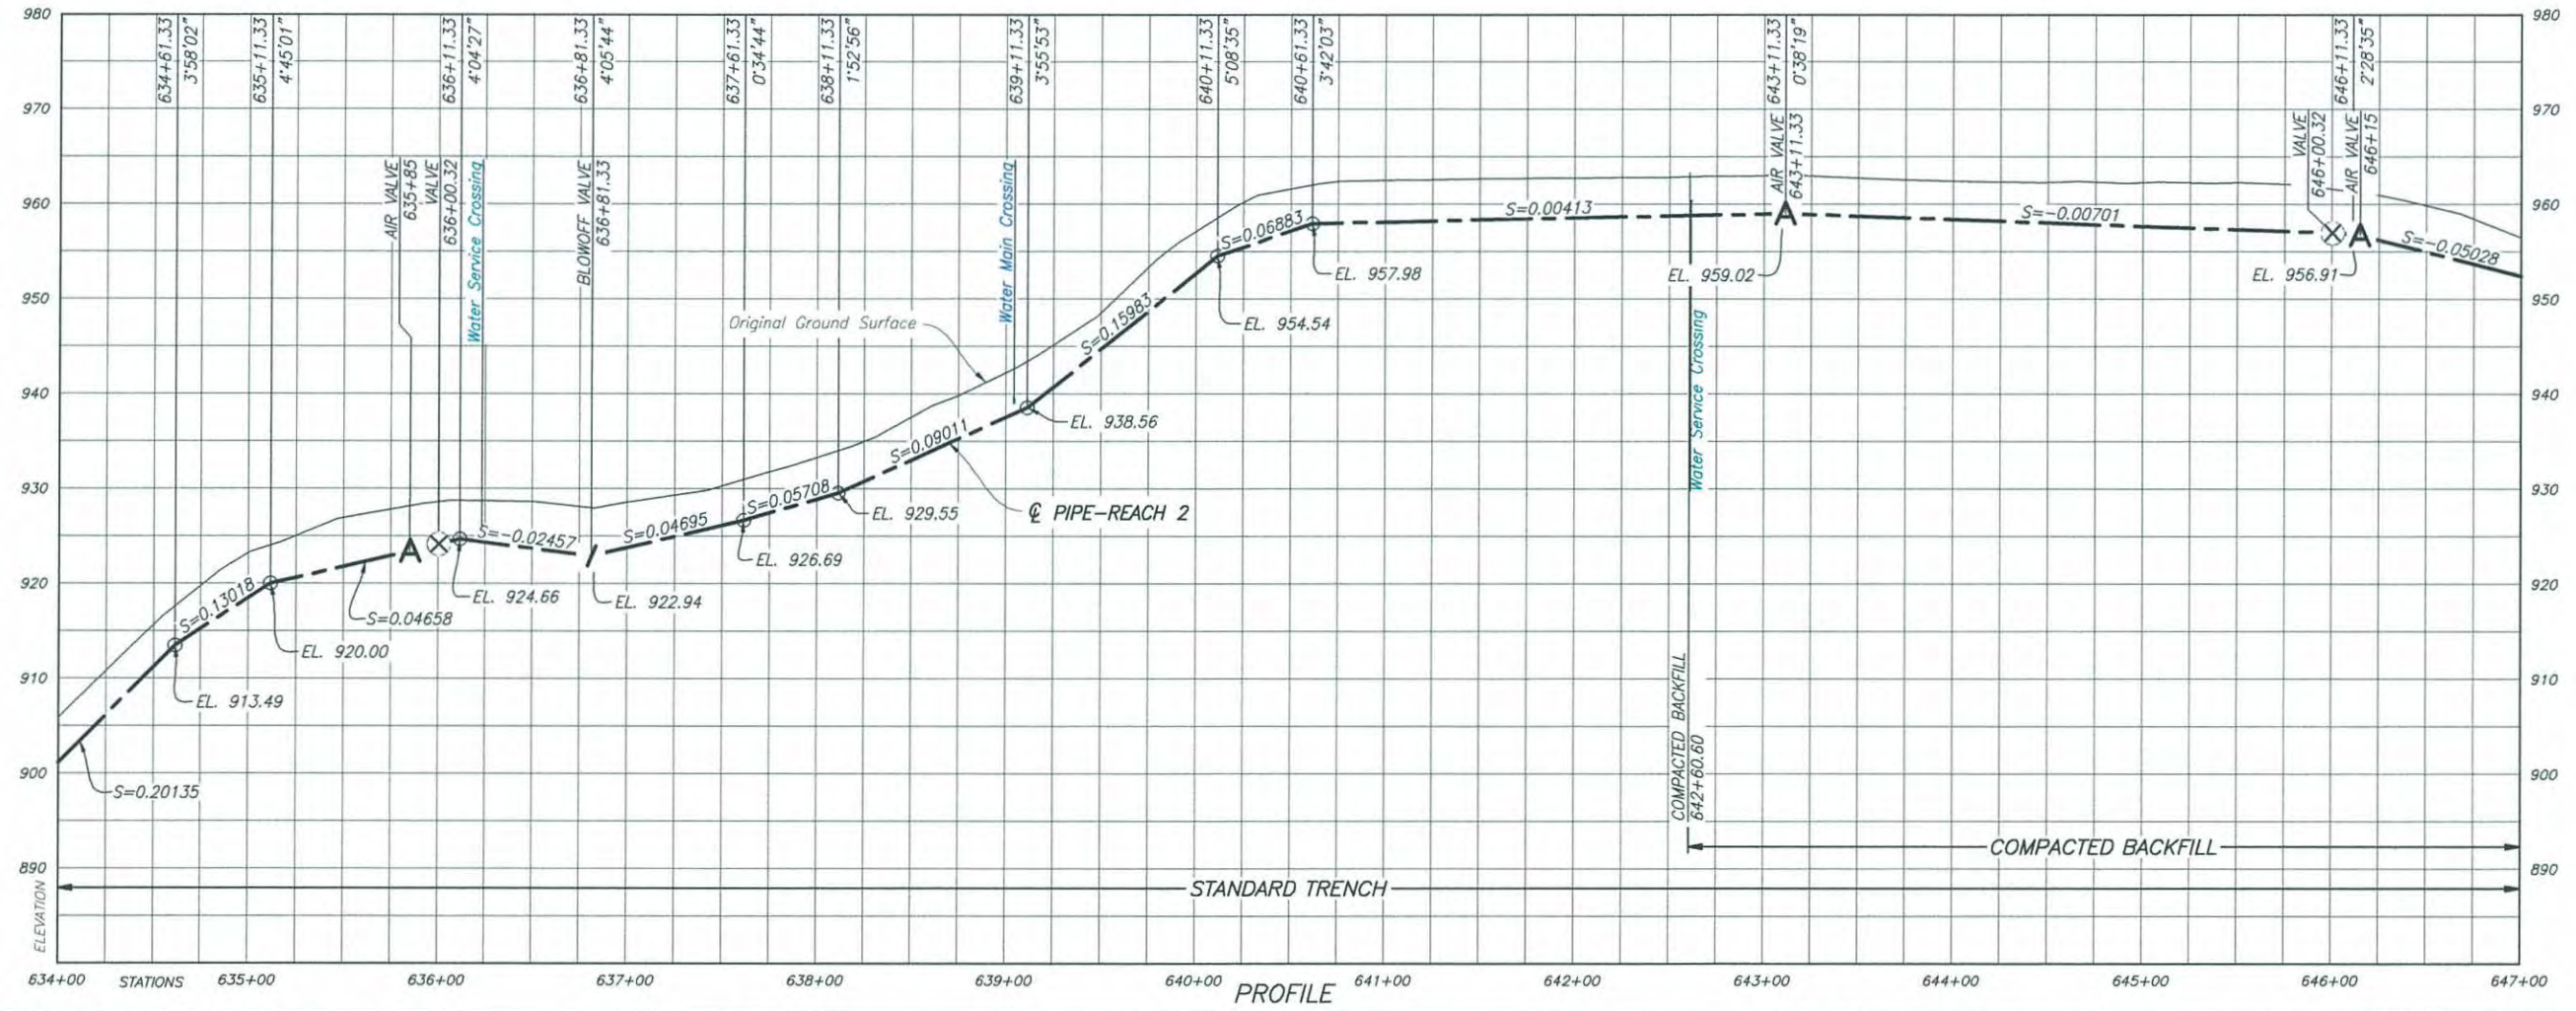 980
970
960
950
940
930
920
910
900
890
ELEVATION
634+61.33
3°58'02"
635+11.33
4°45'01"
636+11.33
4°04'27"
636+81.33
4°05'44"
637+61.33
0°34'44"
638+11.33
1°52'56"
639+11.33
3°55'53"
640+11.33
5°08'35"
640+61.33
3°42'03"
AIR VALVE 643+11.33
643+11.33 0°38'19"
646+11.33
2°28'35"
AIR VALVE
635+85
VALVE
636+00.32
Water Service Crossing
BLOWOFF VALVE
636+81.33
Water Main Crossing
VALVE
646+00.32
AIR VALVE
646+15
Original Ground Surface
S=0.20135
EL. 913.49
S=0.13018
EL. 920.00
S=0.04658
A
EL. 924.66
S=-0.02457
EL. 922.94
S=0.04695
EL. 926.69
S=0.05708
EL. 929.55
S=0.09011
℄ PIPE-REACH 2
EL. 938.56
S=0.15983
EL. 954.54
S=0.06883
EL. 957.98
S=0.00413
EL. 959.02
A
S=-0.00701
EL. 956.91
A
S=-0.05028
Water Service Crossing
COMPACTED BACKFILL
642+60.60
COMPACTED BACKFILL
STANDARD TRENCH
980
970
960
950
940
930
920
910
900
890
634+00 STATIONS 635+00 636+00 637+00 638+00 639+00 640+00 641+00 642+00 643+00 644+00 645+00 646+00 647+00
PROFILE